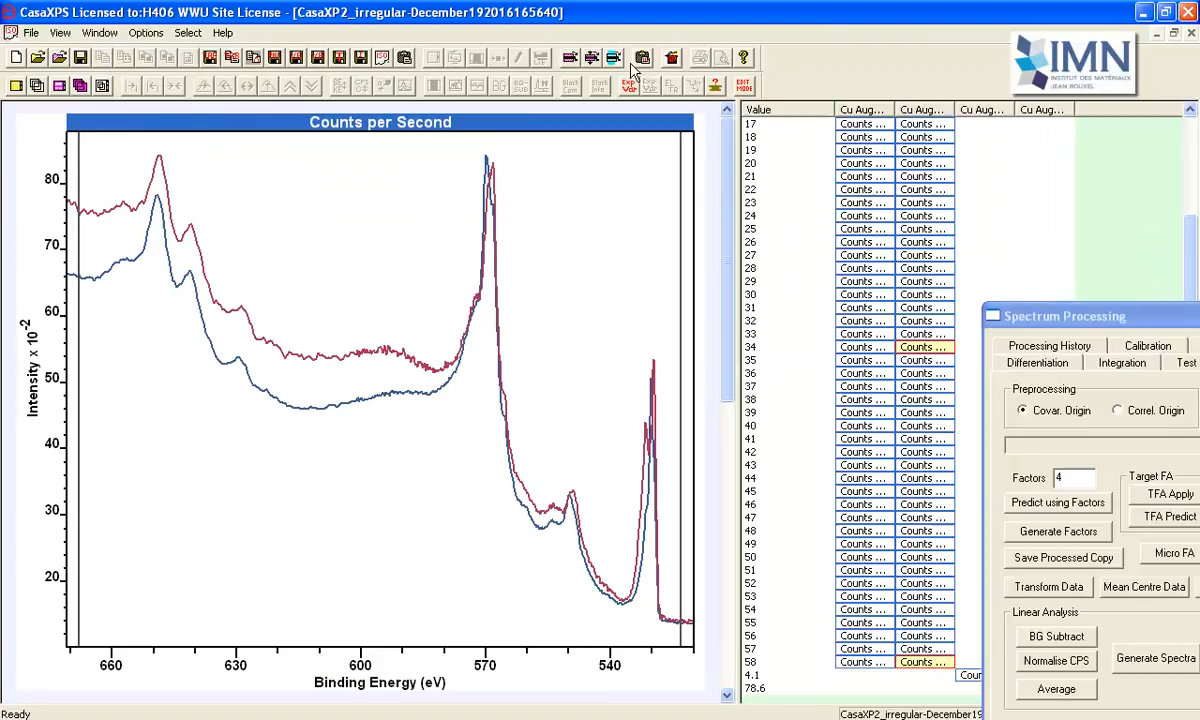 CasaXPS Licensed to:H406 WWU Site License - [CasaXP2_irregular-December192016165640]
File View Window Options Select Help
IMN
INSTITUT DES MATÉRIAUX
JEAN ROUXEL
Exp Var
EDIT MODE
Counts per Second
Intensity x 10⁻²
80
70
60
50
40
30
20
660 630 600 570 540
Binding Energy (eV)
Value Cu Aug... Cu Aug... Cu Aug... Cu Aug...
17 Counts ... Counts ...
18 Counts ... Counts ...
19 Counts ... Counts ...
20 Counts ... Counts ...
21 Counts ... Counts ...
22 Counts ... Counts ...
23 Counts ... Counts ...
24 Counts ... Counts ...
25 Counts ... Counts ...
26 Counts ... Counts ...
27 Counts ... Counts ...
28 Counts ... Counts ...
29 Counts ... Counts ...
30 Counts ... Counts ...
31 Counts ... Counts ...
32 Counts ... Counts ...
33 Counts ... Counts ...
34 Counts ... Counts ...
35 Counts ... Counts ...
36 Counts ... Counts ...
37 Counts ... Counts ...
38 Counts ... Counts ...
39 Counts ... Counts ...
40 Counts ... Counts ...
41 Counts ... Counts ...
42 Counts ... Counts ...
43 Counts ... Counts ...
44 Counts ... Counts ...
45 Counts ... Counts ...
46 Counts ... Counts ...
47 Counts ... Counts ...
48 Counts ... Counts ...
49 Counts ... Counts ...
50 Counts ... Counts ...
51 Counts ... Counts ...
52 Counts ... Counts ...
53 Counts ... Counts ...
54 Counts ... Counts ...
55 Counts ... Counts ...
56 Counts ... Counts ...
57 Counts ... Counts ...
58 Counts ... Counts ...
4.1 Coun
78.6
Spectrum Processing
Processing History Calibration
Differentiation Integration Test
Preprocessing
Covar. Origin Correl. Origin
Factors 4
Target FA
TFA Apply
Predict using Factors
TFA Predict
Generate Factors
Save Processed Copy
Micro FA
Transform Data Mean Centre Data
Linear Analysis
BG Subtract
Normalise CPS
Generate Spectra
Average
Ready
CasaXP2_irregular-December19